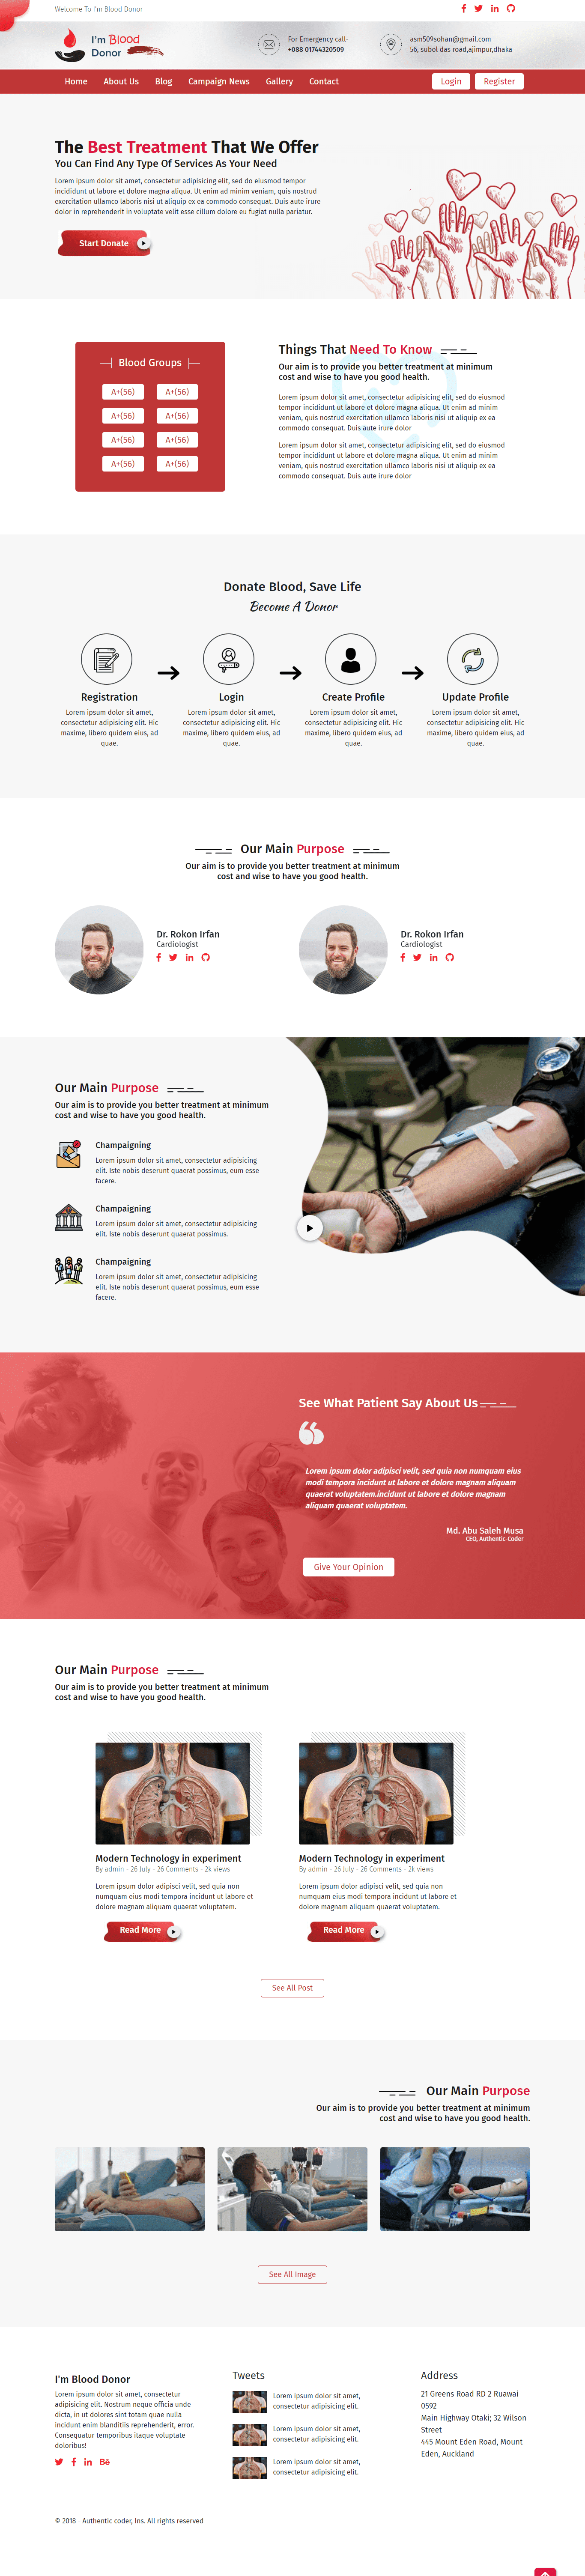 Welcome To I'm Blood Donor
I'm Blood
Donor
For Emergency call-
+088 01744320509
asm509sohan@gmail.com
56, subol das road,ajimpur,dhaka
Home About Us Blog Campaign News Gallery Contact Login Register
The Best Treatment That We Offer
You Can Find Any Type Of Services As Your Need
Lorem ipsum dolor sit amet, consectetur adipisicing elit, sed do eiusmod tempor
incididunt ut labore et dolore magna aliqua. Ut enim ad minim veniam, quis nostrud
exercitation ullamco laboris nisi ut aliquip ex ea commodo consequat. Duis aute irure
dolor in reprehenderit in voluptate velit esse cillum dolore eu fugiat nulla pariatur.
Start Donate
Blood Groups
A+(56) A+(56)
A+(56) A+(56)
A+(56) A+(56)
A+(56) A+(56)
Things That Need To Know
Our aim is to provide you better treatment at minimum
cost and wise to have you good health.
Lorem ipsum dolor sit amet, consectetur adipisicing elit, sed do eiusmod
tempor incididunt ut labore et dolore magna aliqua. Ut enim ad minim
veniam, quis nostrud exercitation ullamco laboris nisi ut aliquip ex ea
commodo consequat. Duis aute irure dolor
Lorem ipsum dolor sit amet, consectetur adipisicing elit, sed do eiusmod
tempor incididunt ut labore et dolore magna aliqua. Ut enim ad minim
veniam, quis nostrud exercitation ullamco laboris nisi ut aliquip ex ea
commodo consequat. Duis aute irure dolor
Donate Blood, Save Life
Become A Donor
Registration
Lorem ipsum dolor sit amet,
consectetur adipisicing elit. Hic
maxime, libero quidem eius, ad
quae.
Login
Lorem ipsum dolor sit amet,
consectetur adipisicing elit. Hic
maxime, libero quidem eius, ad
quae.
Create Profile
Lorem ipsum dolor sit amet,
consectetur adipisicing elit. Hic
maxime, libero quidem eius, ad
quae.
Update Profile
Lorem ipsum dolor sit amet,
consectetur adipisicing elit. Hic
maxime, libero quidem eius, ad
quae.
Our Main Purpose
Our aim is to provide you better treatment at minimum
cost and wise to have you good health.
Dr. Rokon Irfan
Cardiologist
Dr. Rokon Irfan
Cardiologist
Our Main Purpose
Our aim is to provide you better treatment at minimum
cost and wise to have you good health.
Champaigning
Lorem ipsum dolor sit amet, consectetur adipisicing
elit. Iste nobis deserunt quaerat possimus, eum esse
facere.
Champaigning
Lorem ipsum dolor sit amet, consectetur adipisicing
elit. Iste nobis deserunt quaerat possimus.
Champaigning
Lorem ipsum dolor sit amet, consectetur adipisicing
elit. Iste nobis deserunt quaerat possimus, eum esse
facere.
See What Patient Say About Us
Lorem ipsum dolor adipisci velit, sed quia non numquam eius
modi tempora incidunt ut labore et dolore magnam aliquam
quaerat voluptatem.incidunt ut labore et dolore magnam
aliquam quaerat voluptatem.
Md. Abu Saleh Musa
CEO, Authentic-Coder
Give Your Opinion
Our Main Purpose
Our aim is to provide you better treatment at minimum
cost and wise to have you good health.
Modern Technology in experiment
By admin - 26 July - 26 Comments - 2k views
Lorem ipsum dolor adipisci velit, sed quia non
numquam eius modi tempora incidunt ut labore et
dolore magnam aliquam quaerat voluptatem.
Read More
Modern Technology in experiment
By admin - 26 July - 26 Comments - 2k views
Lorem ipsum dolor adipisci velit, sed quia non
numquam eius modi tempora incidunt ut labore et
dolore magnam aliquam quaerat voluptatem.
Read More
See All Post
Our Main Purpose
Our aim is to provide you better treatment at minimum
cost and wise to have you good health.
See All Image
I'm Blood Donor
Lorem ipsum dolor sit amet, consectetur
adipisicing elit. Nostrum neque officia unde
dicta, in ut dolores sint totam quae nulla
incidunt enim blanditiis reprehenderit, error.
Consequatur temporibus itaque voluptate
doloribus!
Tweets
Lorem ipsum dolor sit amet,
consectetur adipisicing elit.
Lorem ipsum dolor sit amet,
consectetur adipisicing elit.
Lorem ipsum dolor sit amet,
consectetur adipisicing elit.
Address
21 Greens Road RD 2 Ruawai
0592
Main Highway Otaki; 32 Wilson
Street
445 Mount Eden Road, Mount
Eden, Auckland
© 2018 - Authentic coder, Ins. All rights reserved